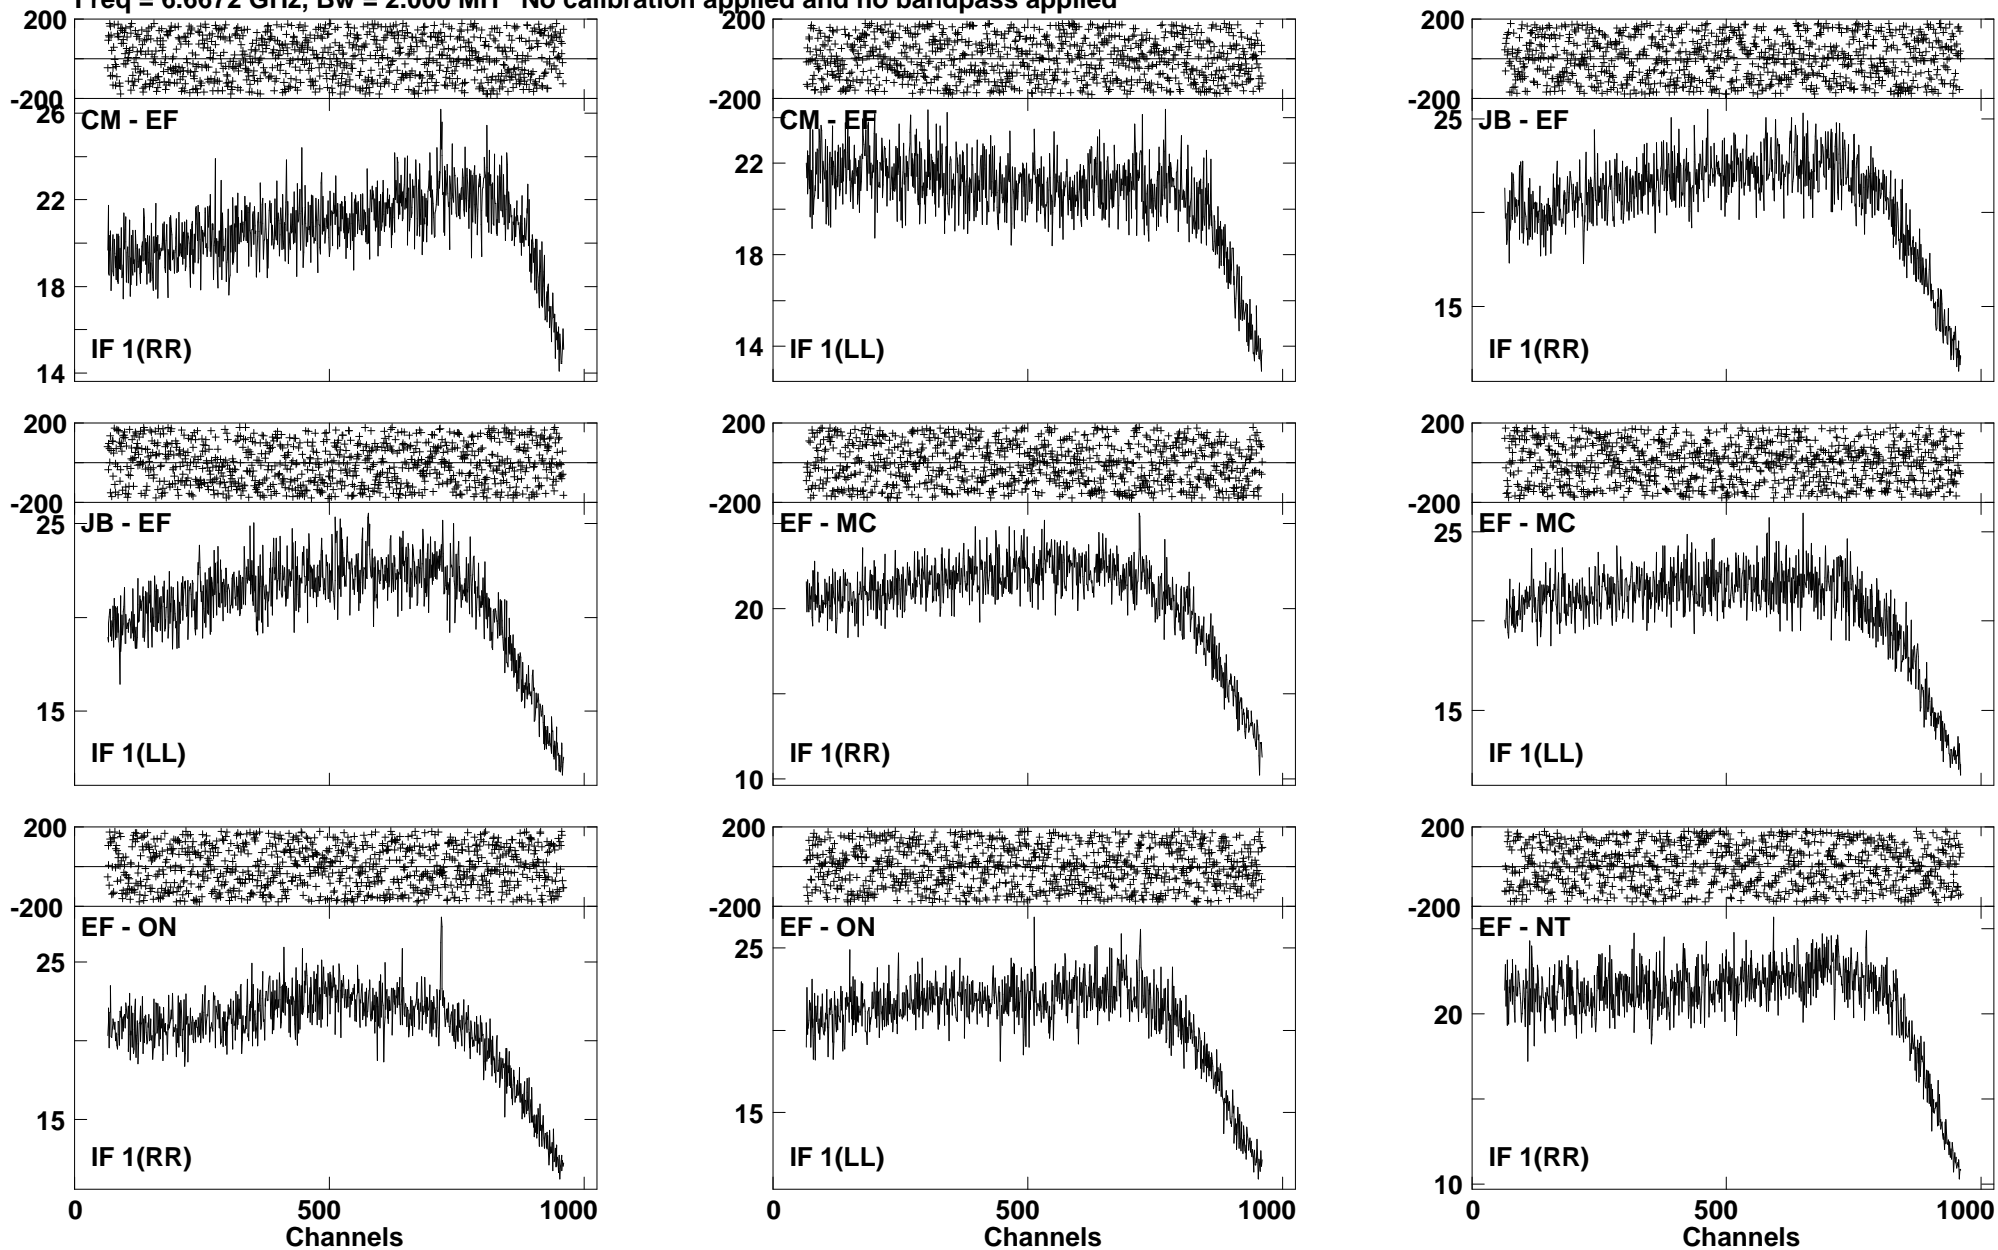 Freq = 6.6672 GHz, Bw = 2.000 MH No calibration applied and no bandpass applied
200
-200
CM - EF
26
22
18
14
IF 1(RR)
200
-200
CM - EF
22
18
14
IF 1(LL)
200
-200
JB - EF
25
15
IF 1(RR)
200
-200
JB - EF
25
15
IF 1(LL)
200
-200
EF - MC
20
10
IF 1(RR)
200
-200
EF - MC
25
15
IF 1(LL)
200
-200
EF - ON
25
15
IF 1(RR)
0 500 1000
Channels
200
-200
EF - ON
25
15
IF 1(LL)
0 500 1000
Channels
200
-200
EF - NT
20
10
IF 1(RR)
0 500 1000
Channels